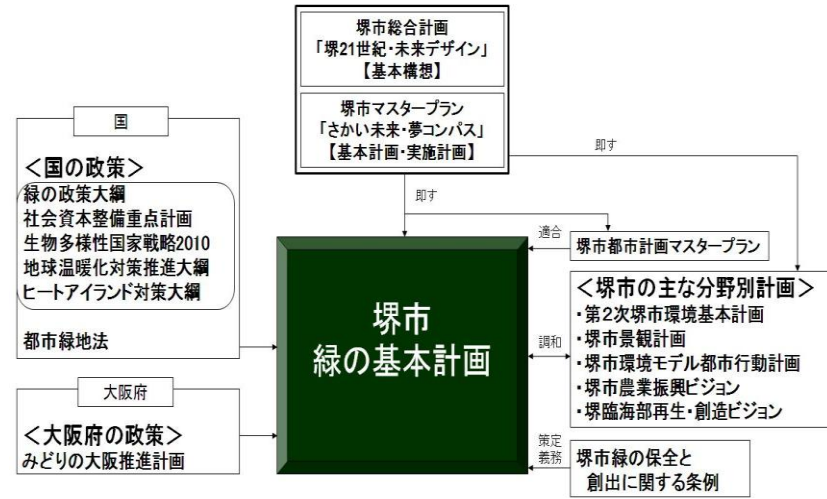 堺市総合計画
「堺21世紀・未来デザイン」
【基本構想】
堺市マスタープラン
「さかい未来・夢コンパス」
【基本計画・実施計画】
国
＜国の政策＞
緑の政策大綱
社会資本整備重点計画
生物多様性国家戦略2010
地球温暖化対策推進大綱
ヒートアイランド対策大綱
都市緑地法
大阪府
＜大阪府の政策＞
みどりの大阪推進計画
即す
即す
堺市
緑の基本計画
適合
堺市都市計画マスタープラン
調和
＜堺市の主な分野別計画＞
・第２次堺市環境基本計画
・堺市景観計画
・堺市環境モデル都市行動計画
・堺市農業振興ビジョン
・堺臨海部再生・創造ビジョン
策定
義務
堺市緑の保全と
創出に関する条例